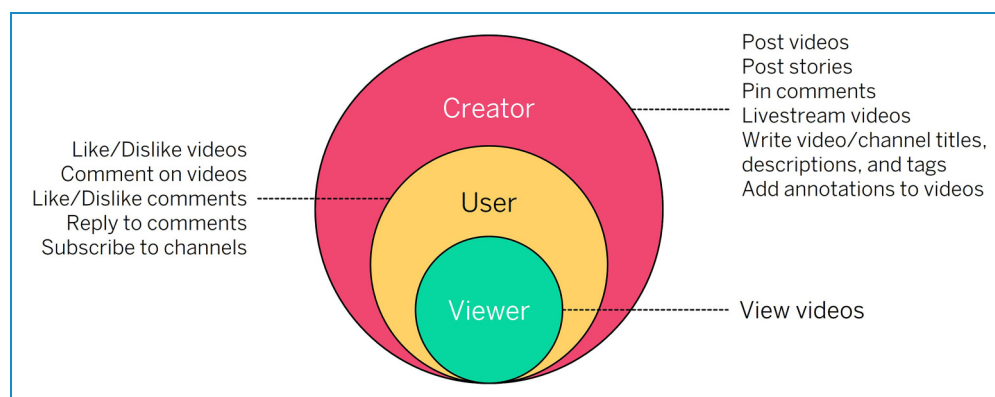 Post videos
Post stories
Pin comments
Livestream videos
Write video/channel titles,
descriptions, and tags
Add annotations to videos
Creator
Like/Dislike videos
Comment on videos
Like/Dislike comments
Reply to comments
Subscribe to channels
User
Viewer
View videos